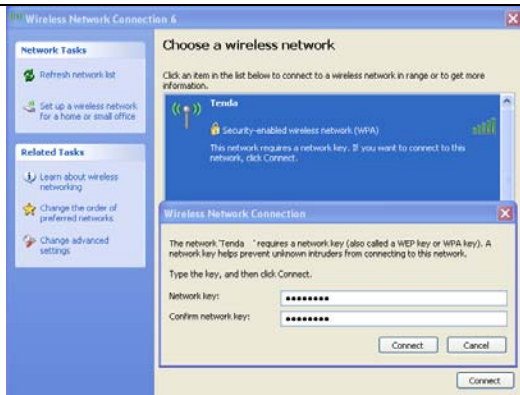 Wireless Network Connection 6
Network Tasks
Refresh network list
Set up a wireless network
for a home or small office
Related Tasks
Learn about wireless
networking
Change the order of
preferred networks
Change advanced
settings
Choose a wireless network
Click an item in the list below to connect to a wireless network in range or to get more
information.
Tenda
Security-enabled wireless network (WPA)
This network requires a network key. If you want to connect to this
network, click Connect.
Wireless Network Connection
The network 'Tenda ' requires a network key (also called a WEP key or WPA key). A
network key helps prevent unknown intruders from connecting to this network.
Type the key, and then click Connect.
Network key:
••••••••
Confirm network key:
••••••••
Connect
Cancel
Connect